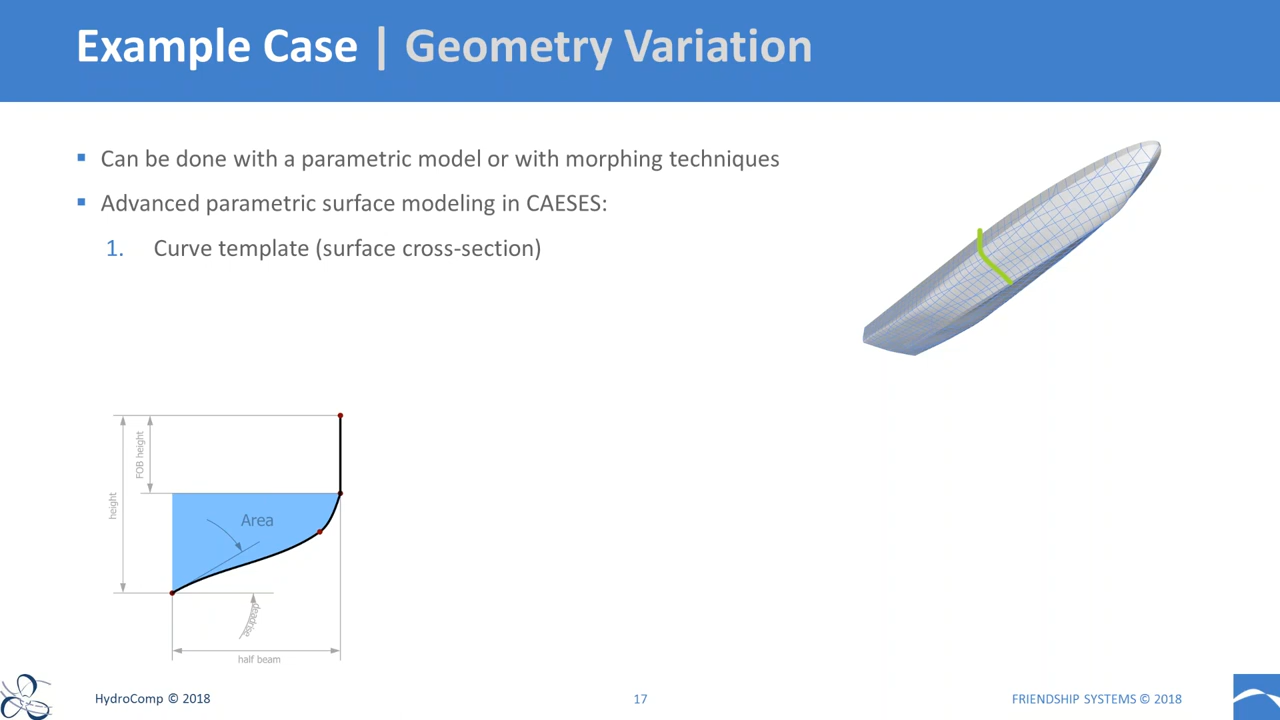 Example Case | Geometry Variation
▪ Can be done with a parametric model or with morphing techniques
▪ Advanced parametric surface modeling in CAESES:
1. Curve template (surface cross-section)
FOB height
height
Area
deadrise
half beam
HydroComp © 2018
17
FRIENDSHIP SYSTEMS © 2018